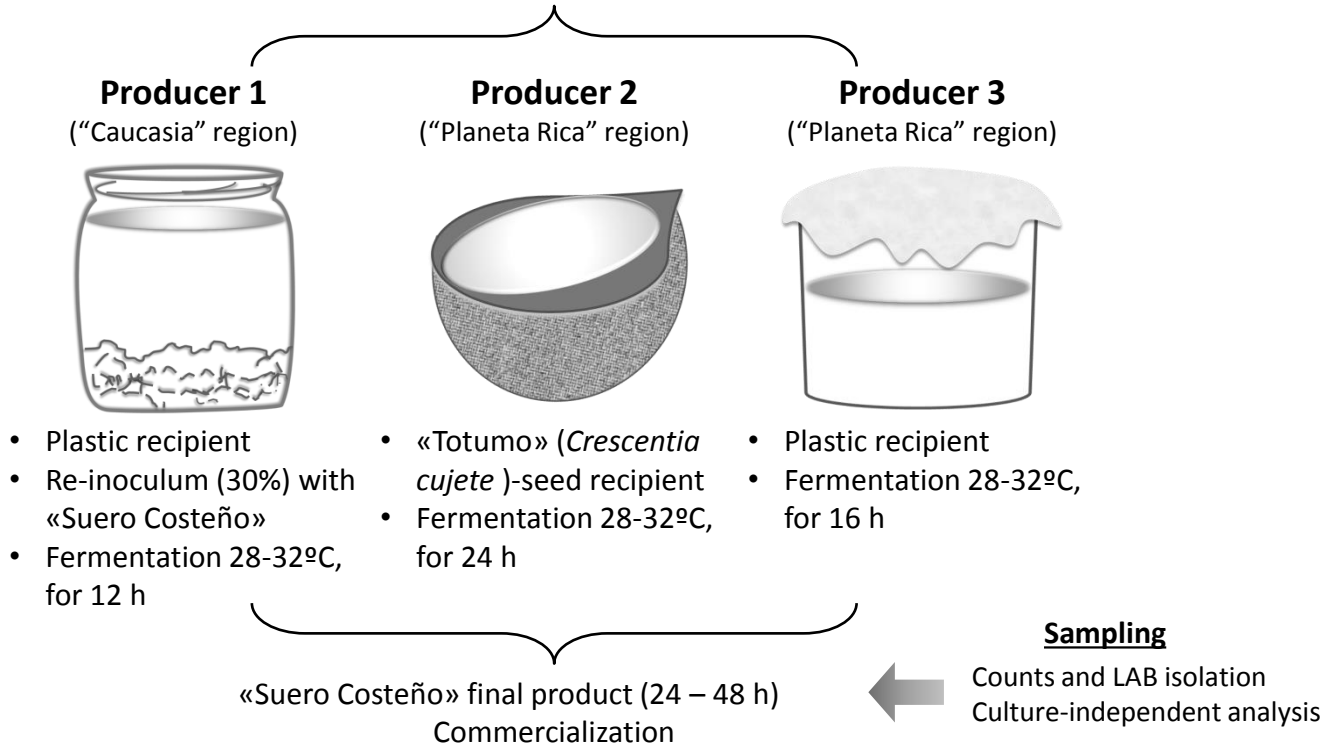 Producer 1
("Caucasia" region)
Producer 2
("Planeta Rica" region)
Producer 3
("Planeta Rica" region)
• Plastic recipient
• Re-inoculum (30%) with
«Suero Costeño»
• Fermentation 28-32ºC,
for 12 h
• «Totumo» (Crescentia
cujete )-seed recipient
• Fermentation 28-32ºC,
for 24 h
• Plastic recipient
• Fermentation 28-32ºC,
for 16 h
«Suero Costeño» final product (24 – 48 h)
Commercialization
Sampling
Counts and LAB isolation
Culture-independent analysis